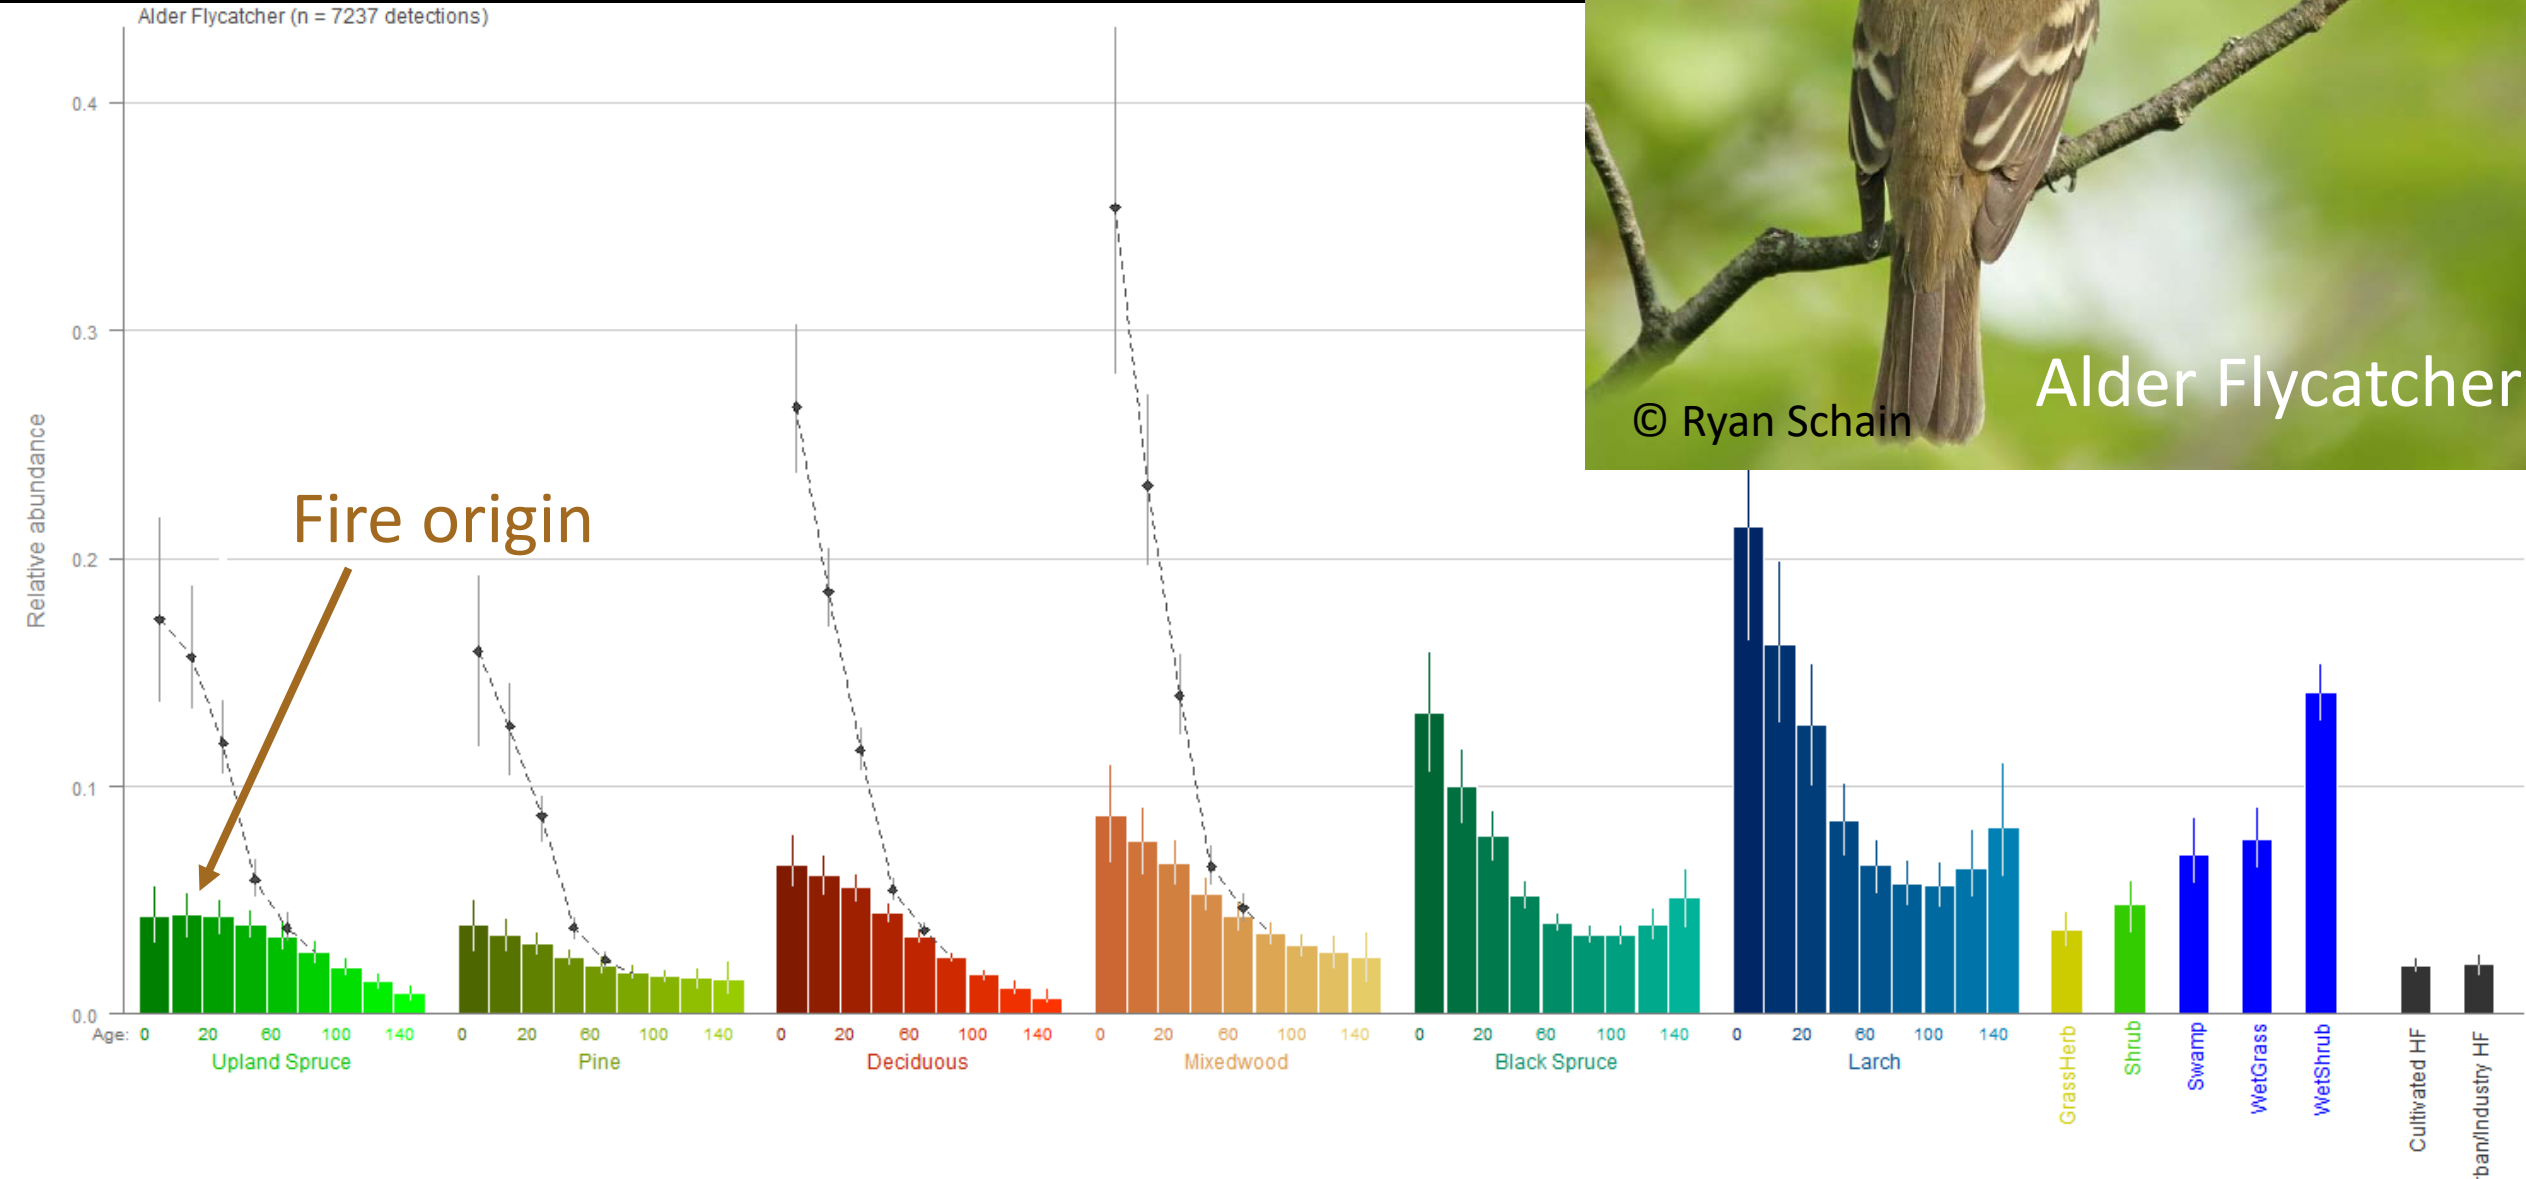 Alder Flycatcher (n = 7237 detections)
0.4
0.3
0.2
0.1
0.0
Relative abundance
Fire origin
© Ryan Schain
Alder Flycatcher
Age: 0 20 60 100 140 0 20 60 100 140 0 20 60 100 140 0 20 60 100 140 0 20 60 100 140 0 20 60 100 140
Upland Spruce Pine Deciduous Mixedwood Black Spruce Larch
GrassHerb
Shrub
Swamp
WetGrass
WetShrub
Cultivated HF
rban/Industry HF